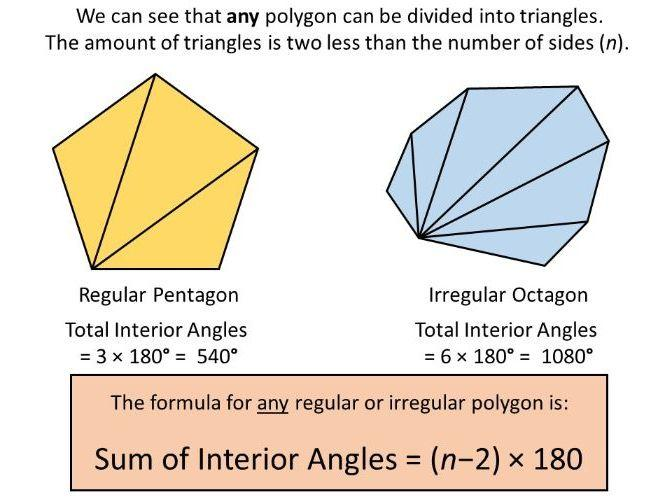 We can see that any polygon can be divided into triangles.
The amount of triangles is two less than the number of sides (n).
Regular Pentagon
Total Interior Angles
= 3 × 180° = 540°
Irregular Octagon
Total Interior Angles
= 6 × 180° = 1080°
The formula for any regular or irregular polygon is:
Sum of Interior Angles = (n−2) × 180